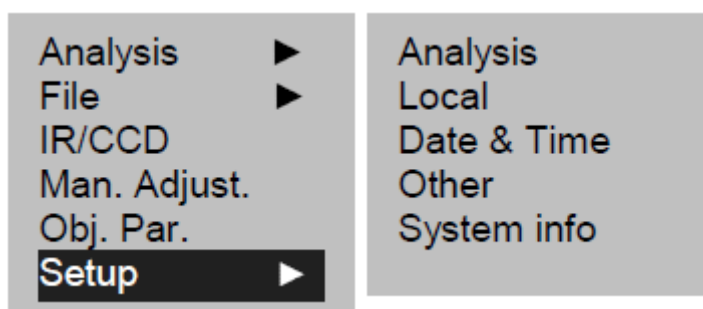 Analysis ▶
File ▶
IR/CCD
Man. Adjust.
Obj. Par.
Setup ▶
Analysis
Local
Date & Time
Other
System info